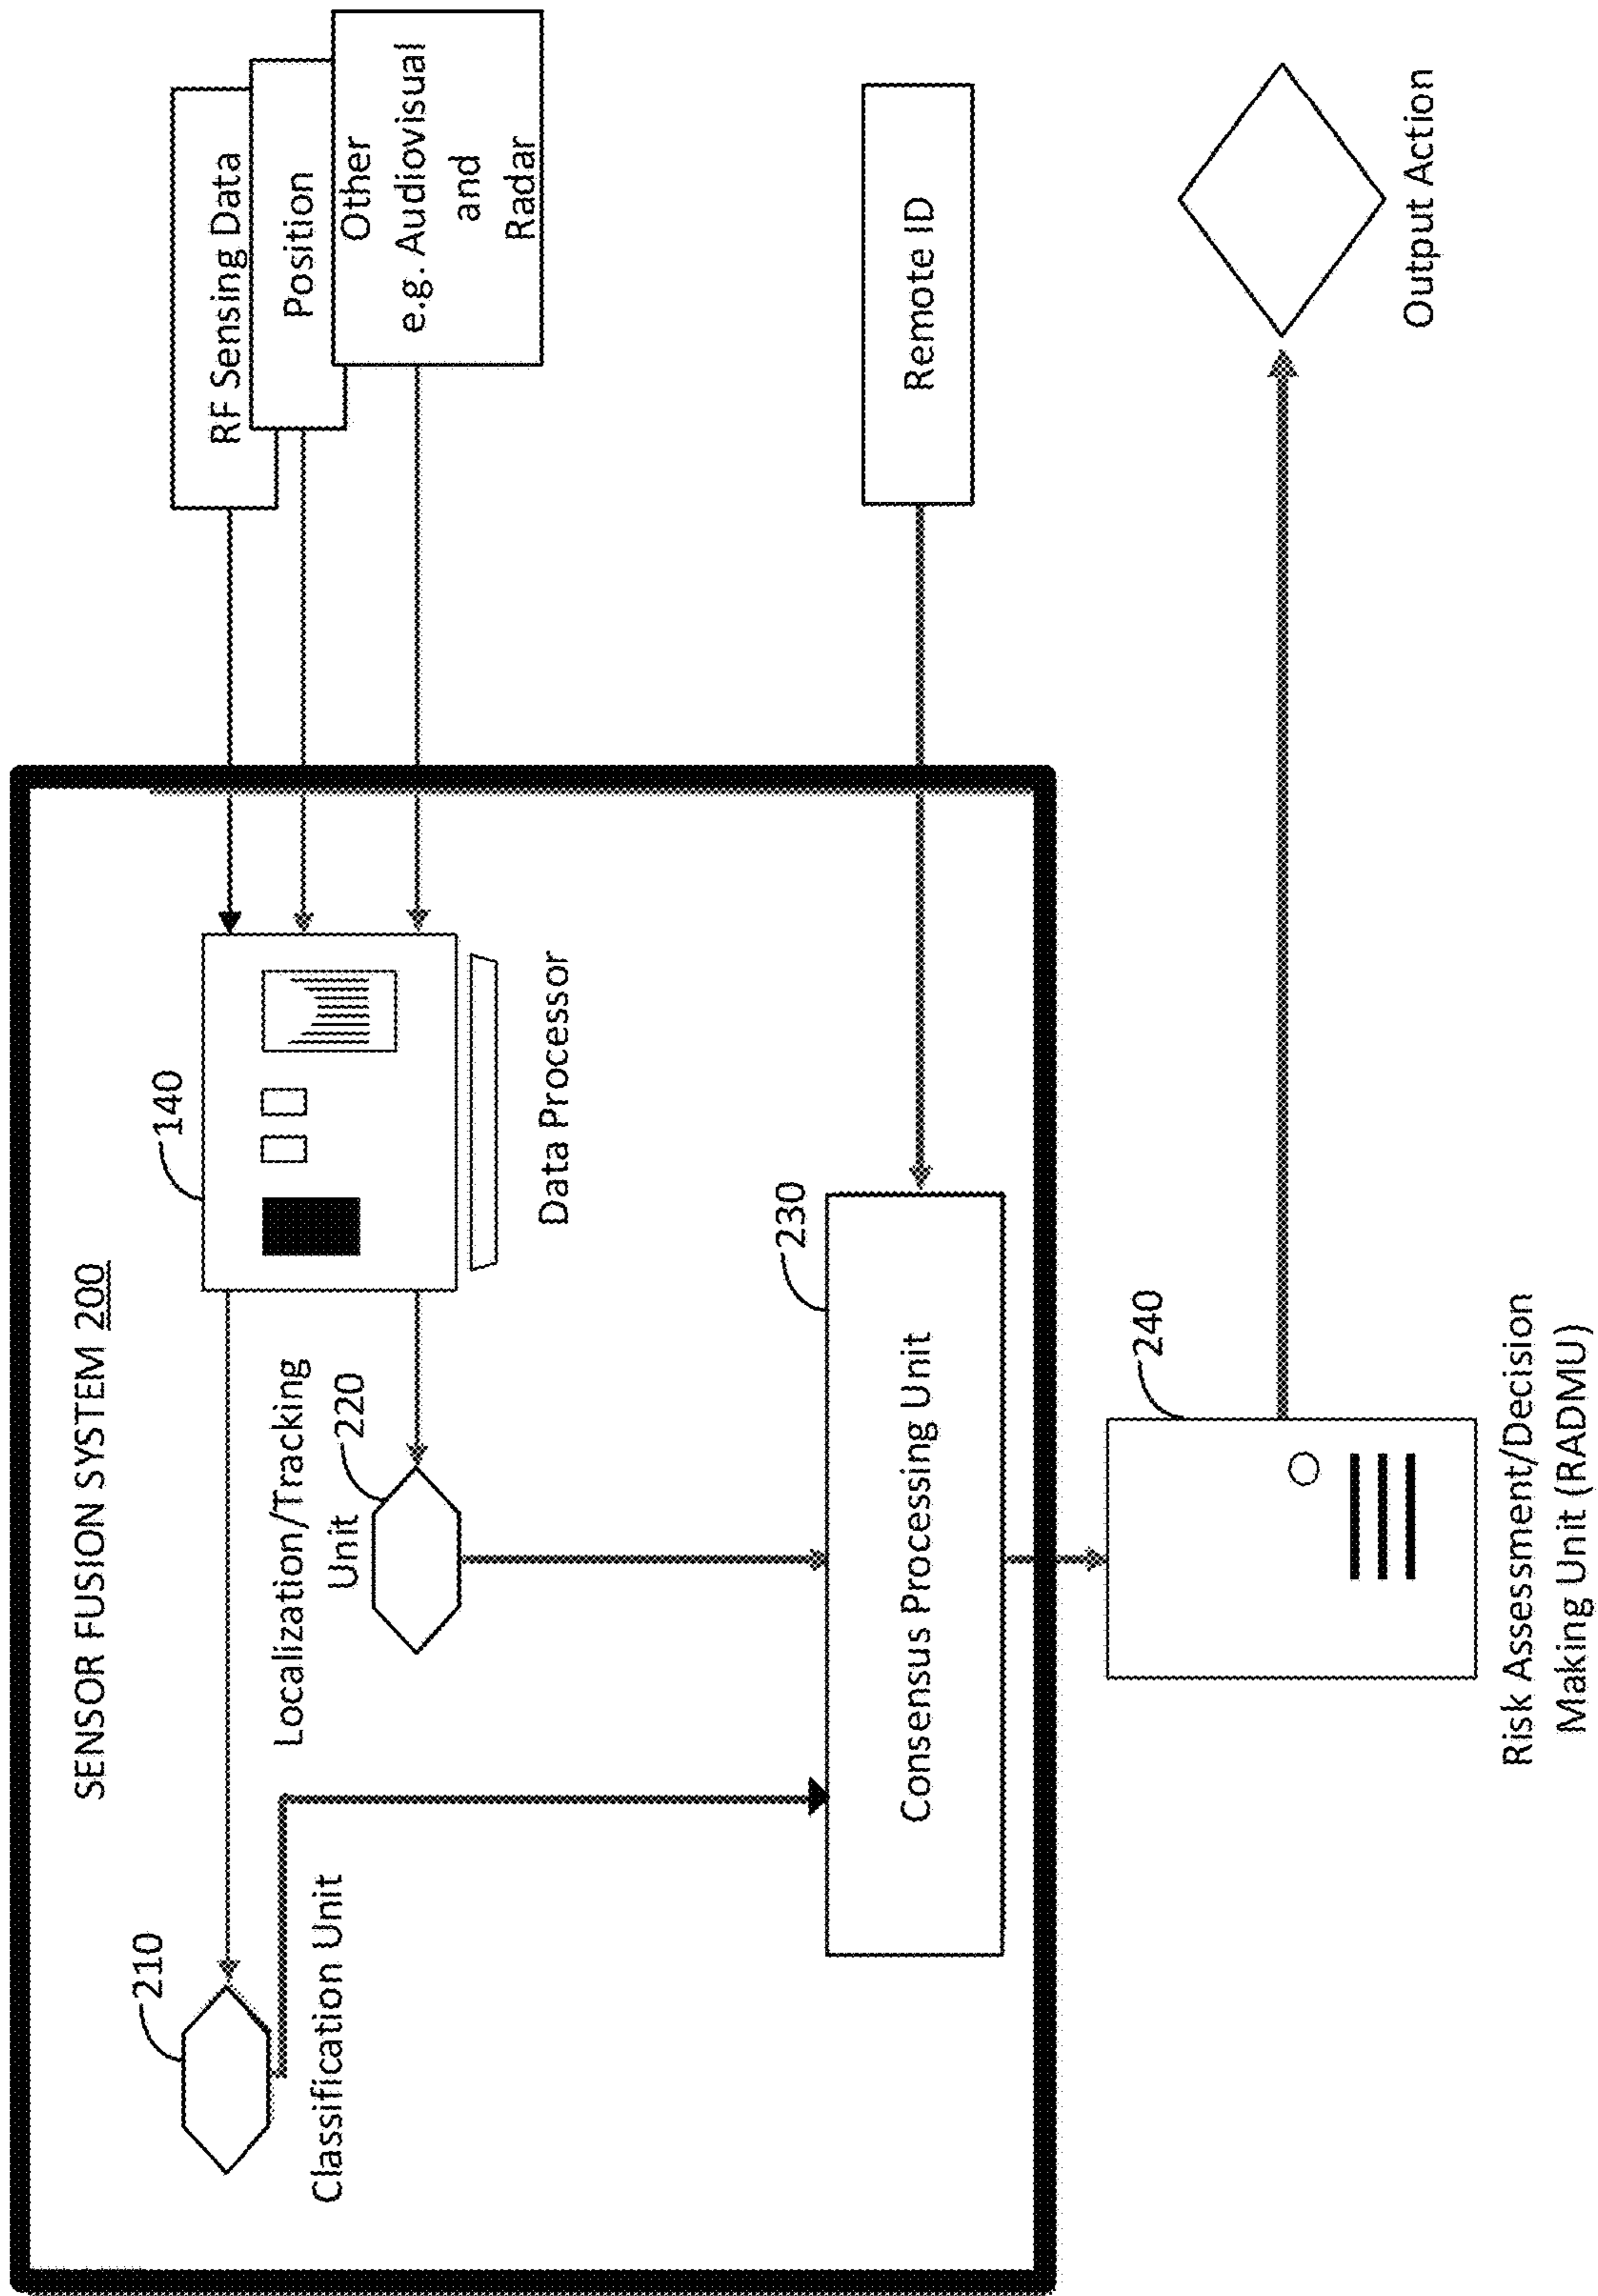 SENSOR FUSION SYSTEM 200
210
Classification Unit
Localization/Tracking
Unit
220
140
Data Processor
RF Sensing Data
Position
Other
e.g. Audiovisual
and
Radar
230
Consensus Processing Unit
Remote ID
240
Risk Assessment/Decision
Making Unit (RADMU)
Output Action